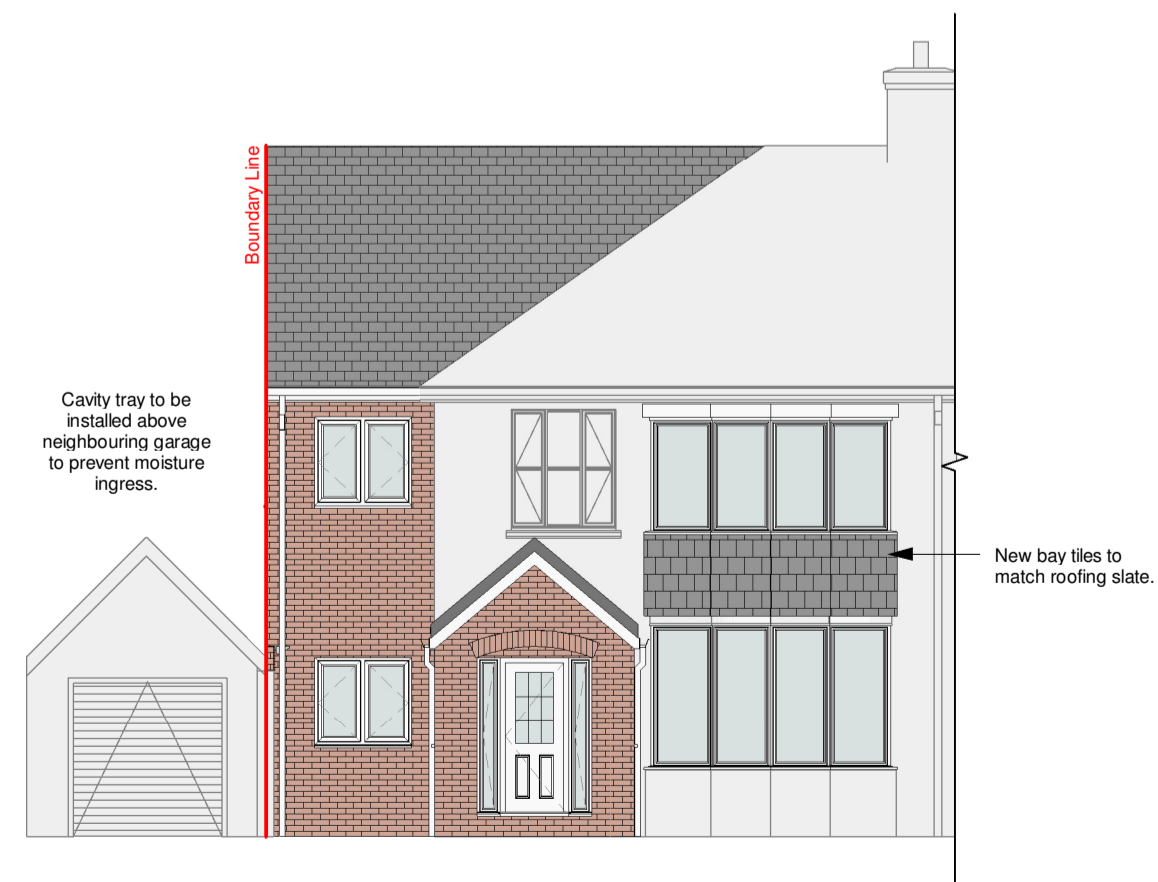 Boundary Line
Cavity tray to be
installed above
neighbouring garage
to prevent moisture
ingress.
New bay tiles to
match roofing slate.